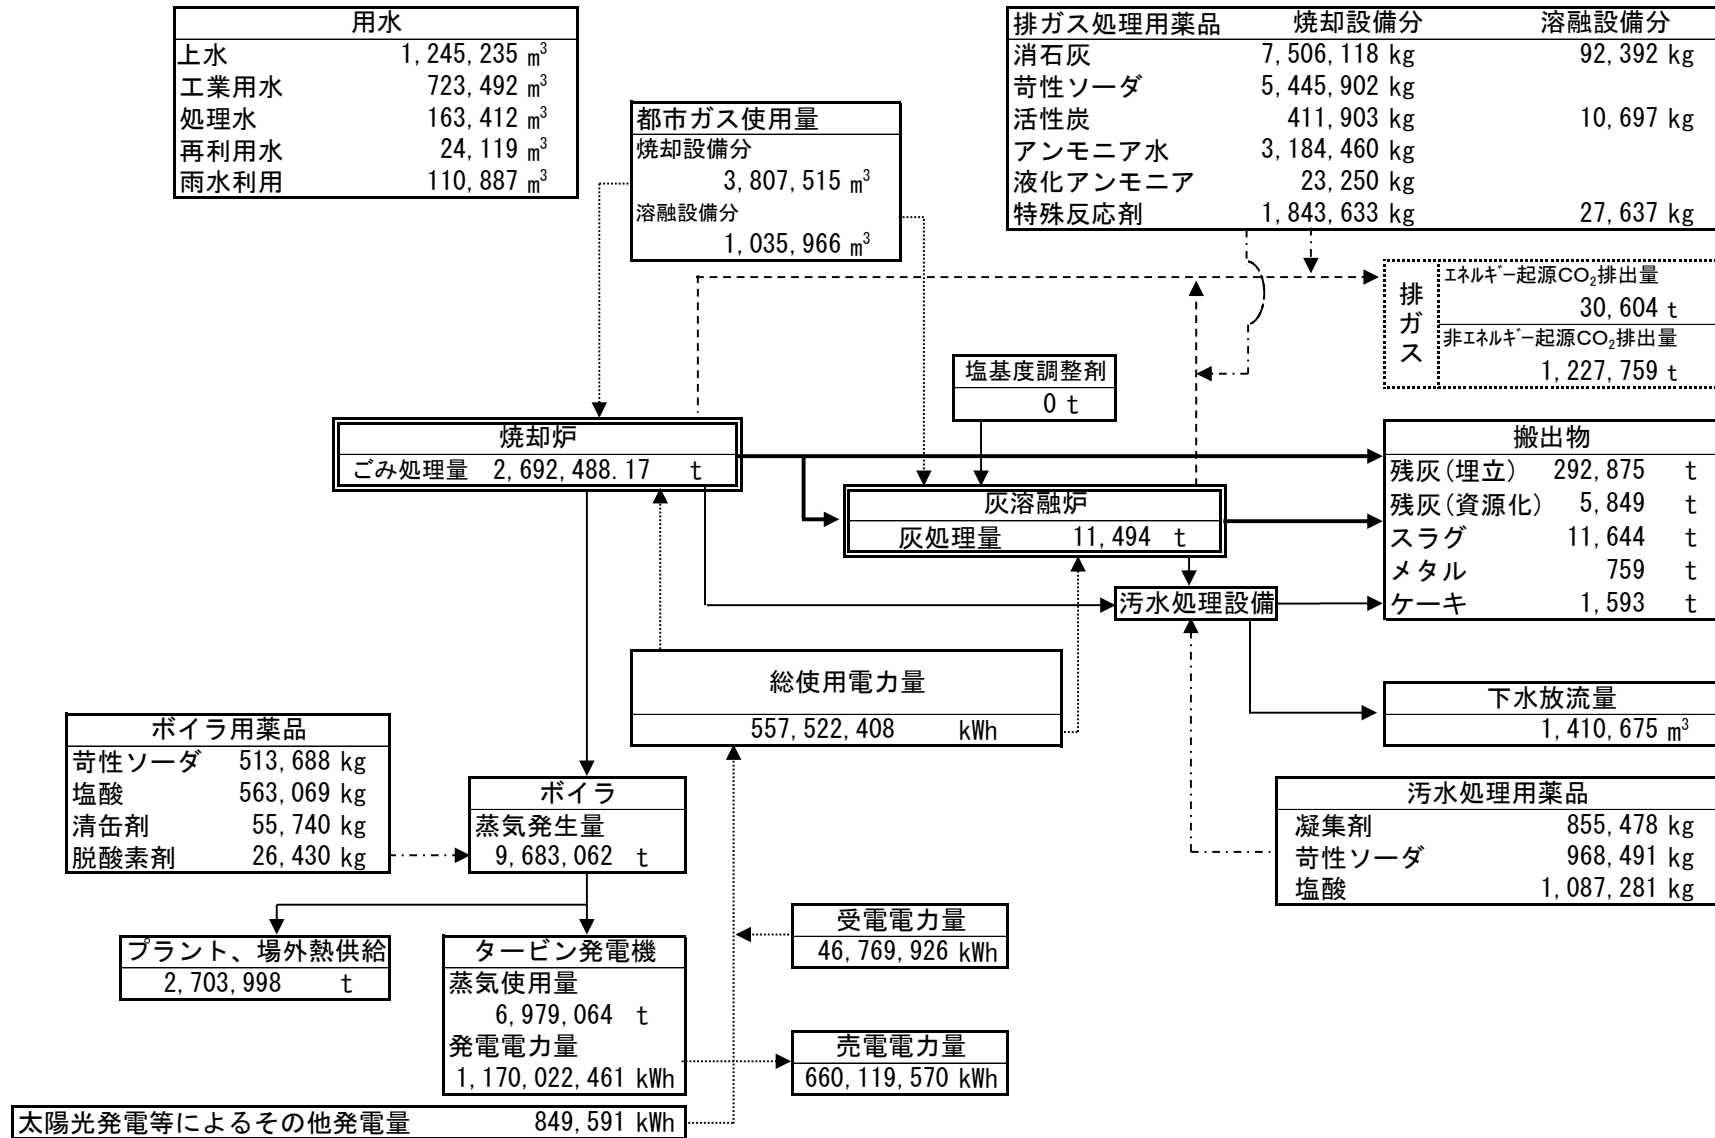 用水
上水 1,245,235 m³
工業用水 723,492 m³
処理水 163,412 m³
再利用水 24,119 m³
雨水利用 110,887 m³
都市ガス使用量
焼却設備分
3,807,515 m³
溶融設備分
1,035,966 m³
排ガス処理用薬品 焼却設備分 溶融設備分
消石灰 7,506,118 kg 92,392 kg
苛性ソーダ 5,445,902 kg
活性炭 411,903 kg 10,697 kg
アンモニア水 3,184,460 kg
液化アンモニア 23,250 kg
特殊反応剤 1,843,633 kg 27,637 kg
排ガス
エネルギー起源CO₂排出量
30,604 t
非エネルギー起源CO₂排出量
1,227,759 t
塩基度調整剤
0 t
焼却炉
ごみ処理量 2,692,488.17 t
灰溶融炉
灰処理量 11,494 t
搬出物
残灰(埋立) 292,875 t
残灰(資源化) 5,849 t
スラグ 11,644 t
メタル 759 t
ケーキ 1,593 t
汚水処理設備
総使用電力量
557,522,408 kWh
下水放流量
1,410,675 m³
ボイラ用薬品
苛性ソーダ 513,688 kg
塩酸 563,069 kg
清缶剤 55,740 kg
脱酸素剤 26,430 kg
ボイラ
蒸気発生量
9,683,062 t
汚水処理用薬品
凝集剤 855,478 kg
苛性ソーダ 968,491 kg
塩酸 1,087,281 kg
プラント、場外熱供給
2,703,998 t
タービン発電機
蒸気使用量
6,979,064 t
発電電力量
1,170,022,461 kWh
受電電力量
46,769,926 kWh
売電電力量
660,119,570 kWh
太陽光発電等によるその他発電量 849,591 kWh